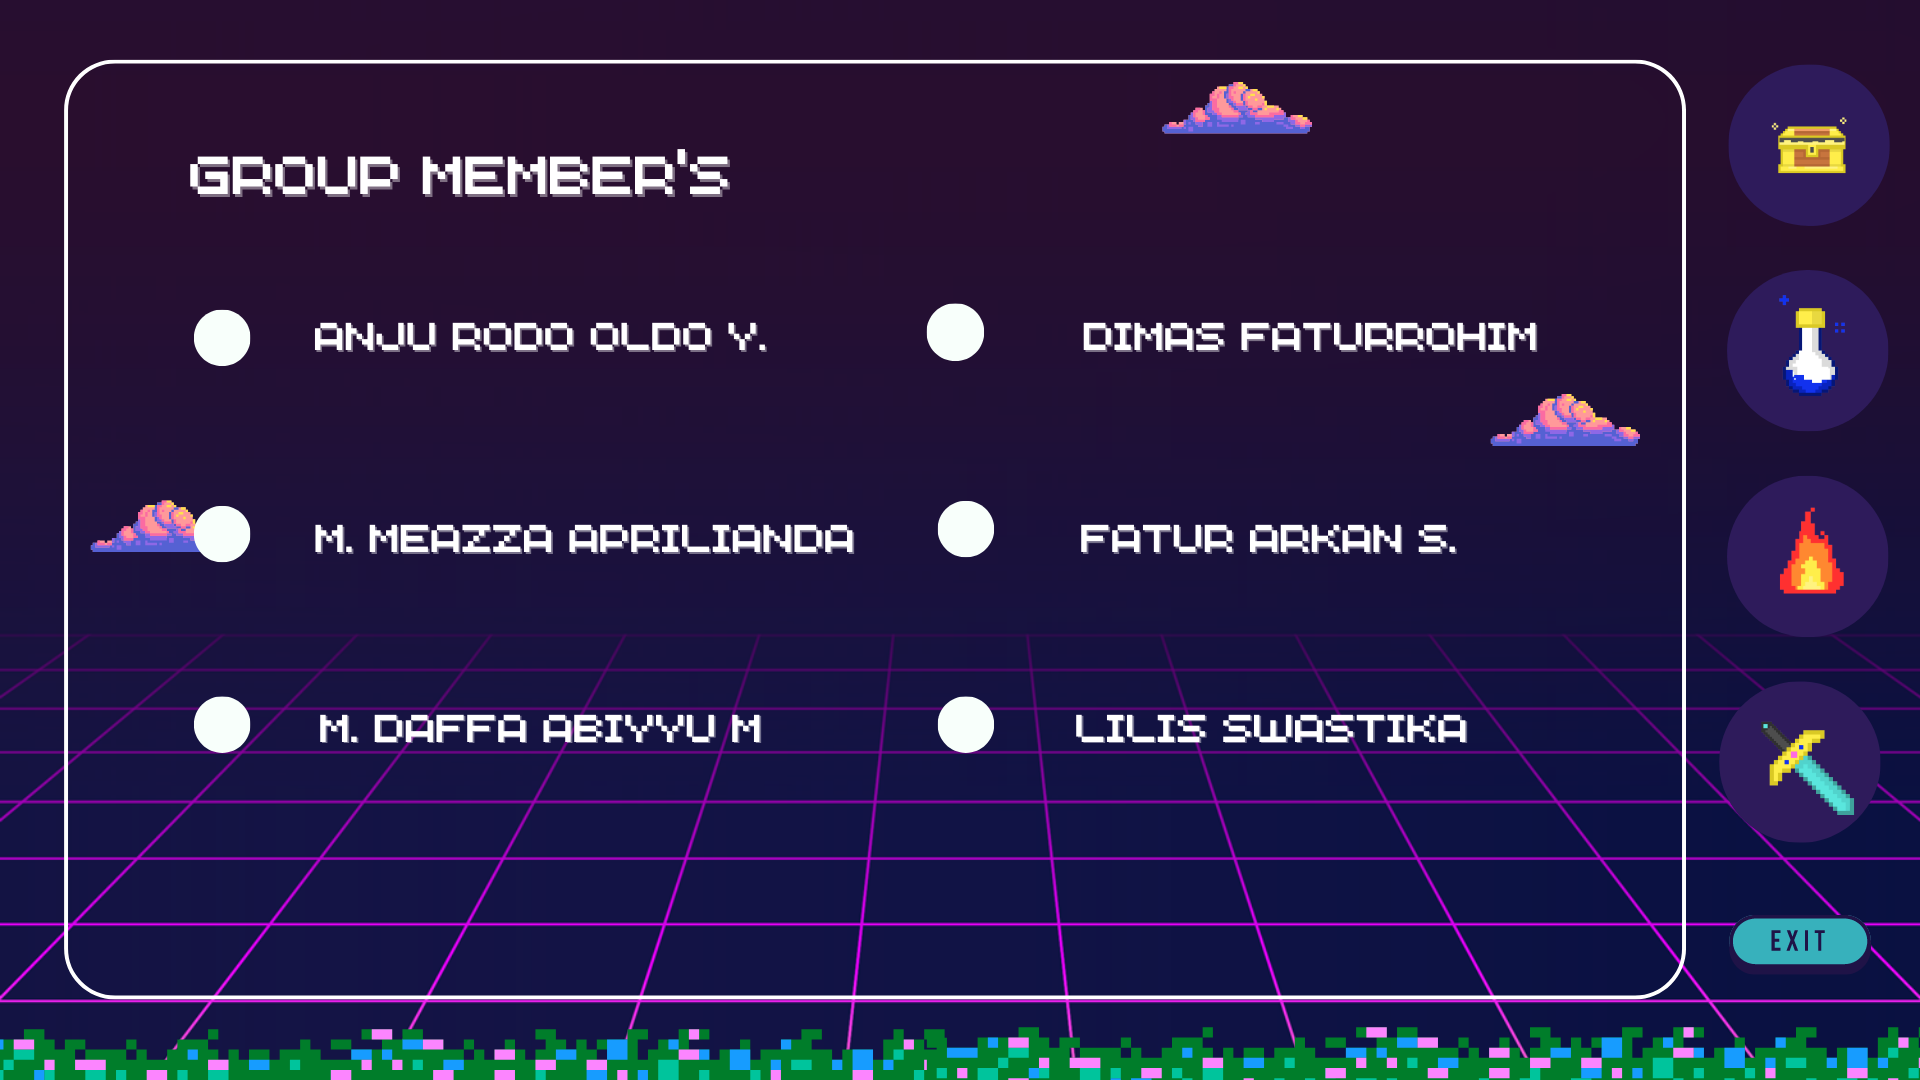 GROUP MEMBER'S
ANJU RODO OLDO Y.
DIMAS FATURROHIM
M. MEAZZA APRILIANDA
FATUR ARKAN S.
M. DAFFA ABIYYU M
LILIS SWASTIKA
EXIT